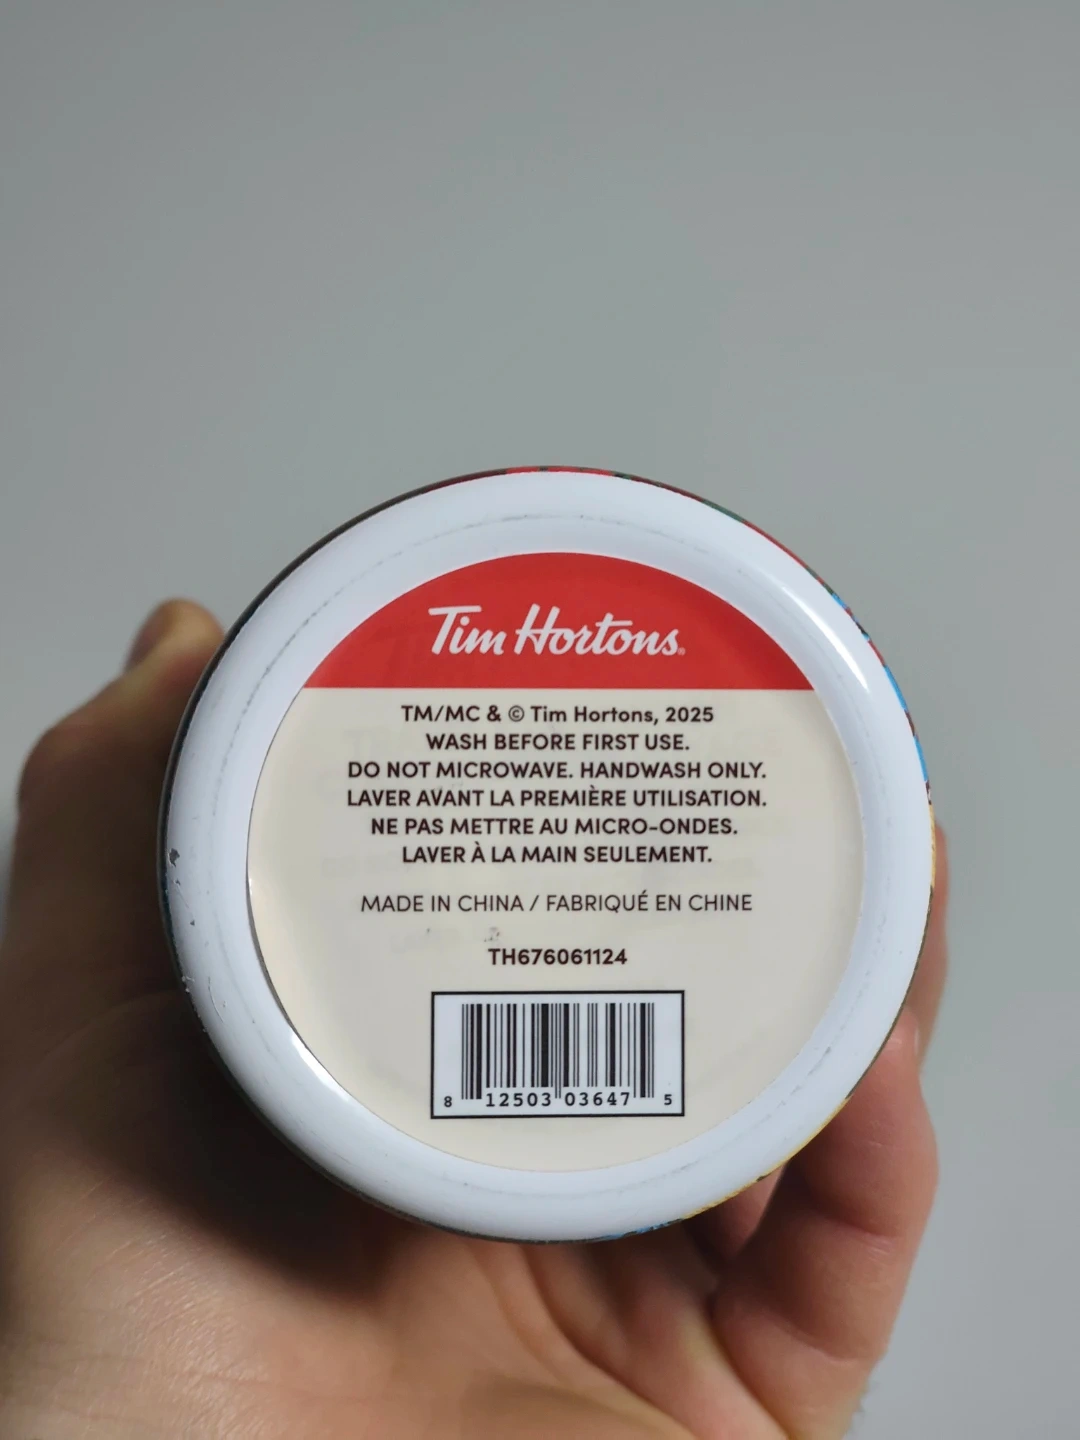 Tim Hortons®
TM/MC & © Tim Hortons, 2025
WASH BEFORE FIRST USE.
DO NOT MICROWAVE. HANDWASH ONLY.
LAVER AVANT LA PREMIÈRE UTILISATION.
NE PAS METTRE AU MICRO-ONDES.
LAVER À LA MAIN SEULEMENT.
MADE IN CHINA / FABRIQUÉ EN CHINE
TH676061124
8 12503 03647 5